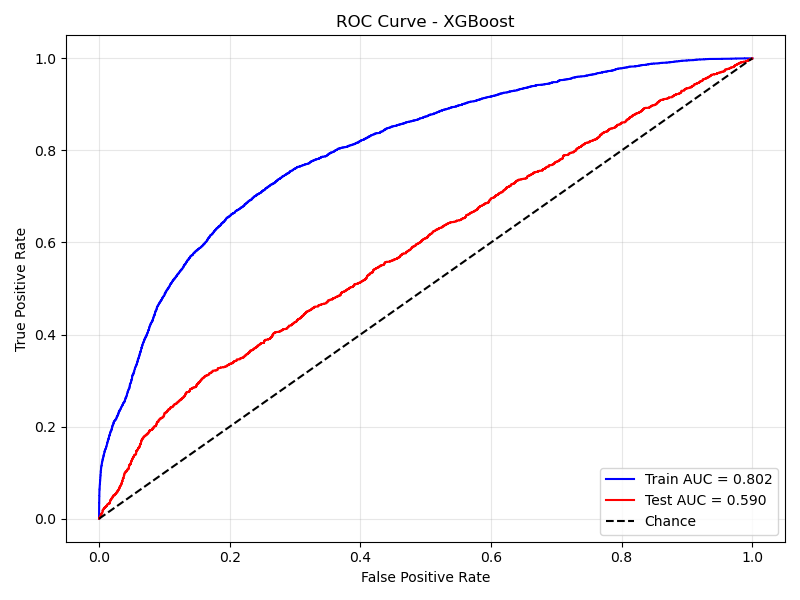 ROC Curve - XGBoost
True Positive Rate
1.0
0.8
0.6
0.4
0.2
0.0
Train AUC = 0.802
Test AUC = 0.590
Chance
0.0 0.2 0.4 0.6 0.8 1.0
False Positive Rate